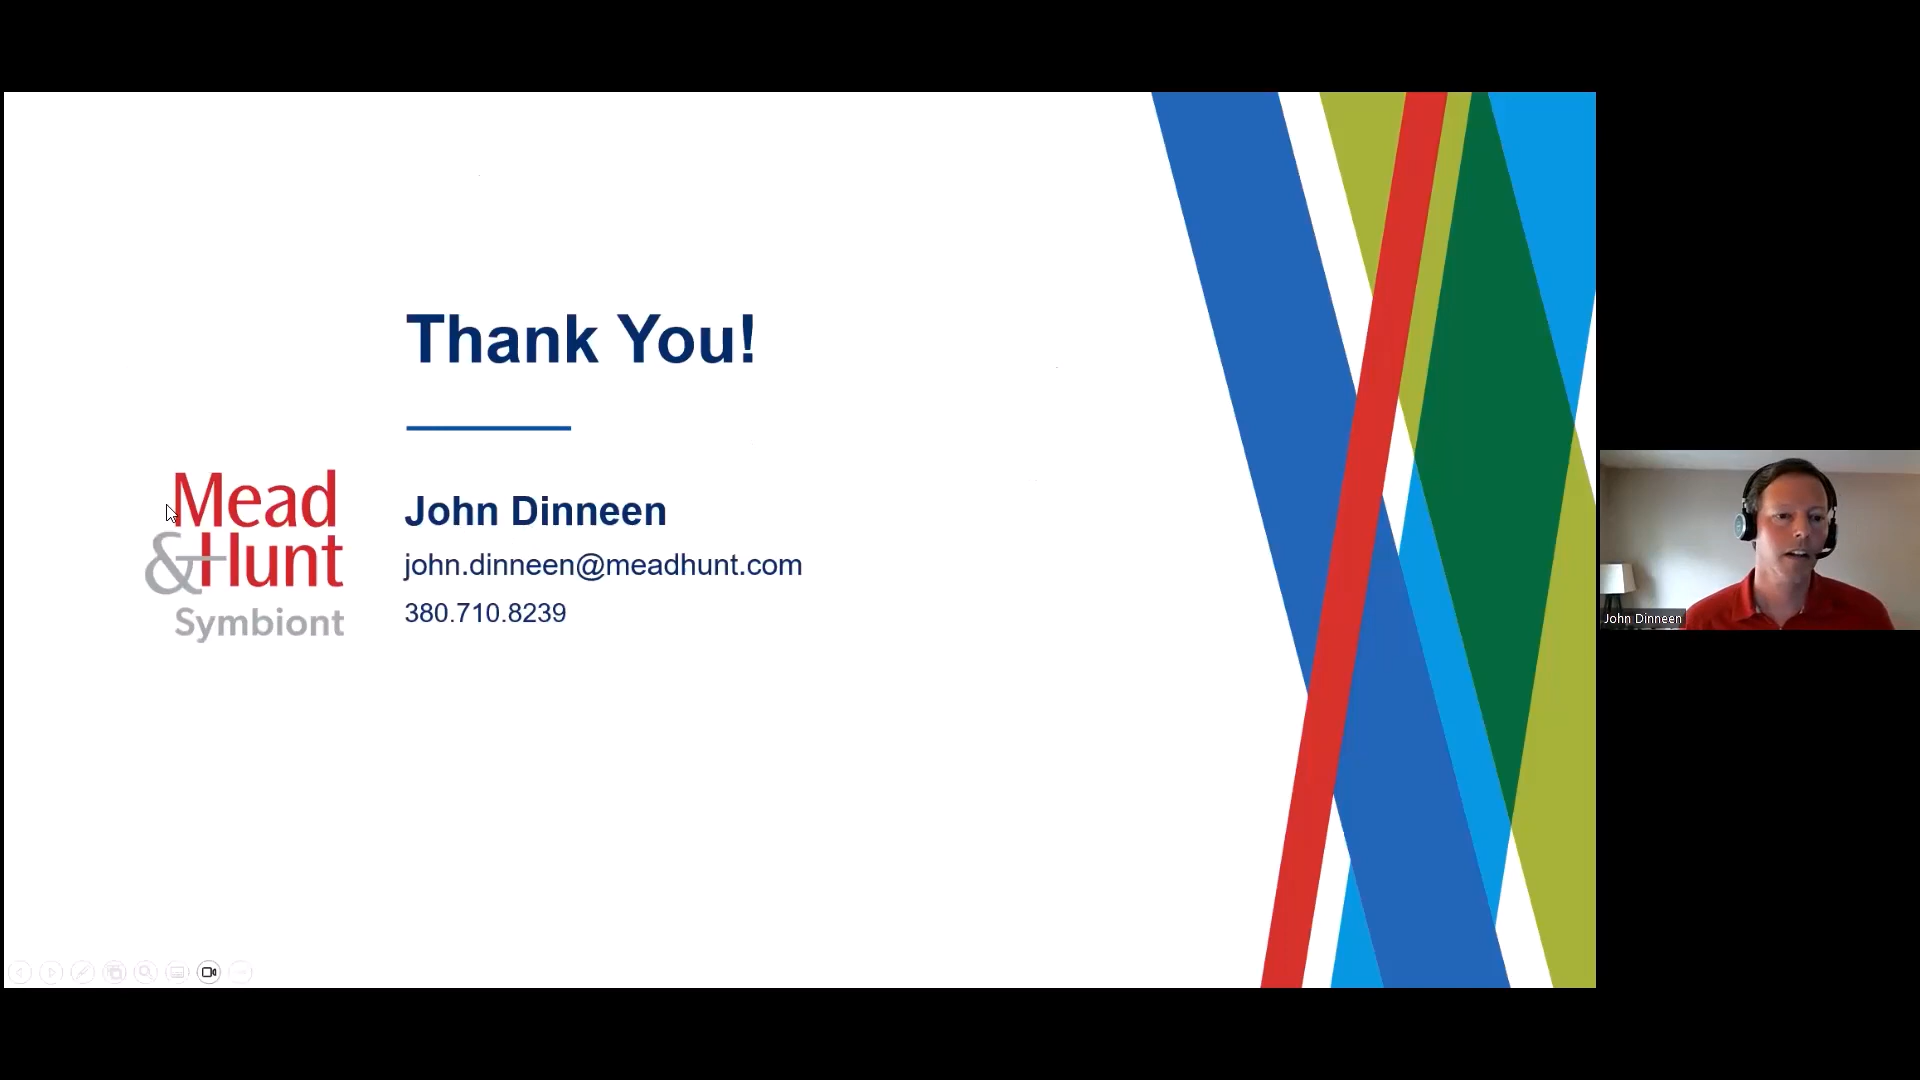 Thank You!
Mead
&Hunt
Symbiont
John Dinneen
john.dinneen@meadhunt.com
380.710.8239
John Dinneen